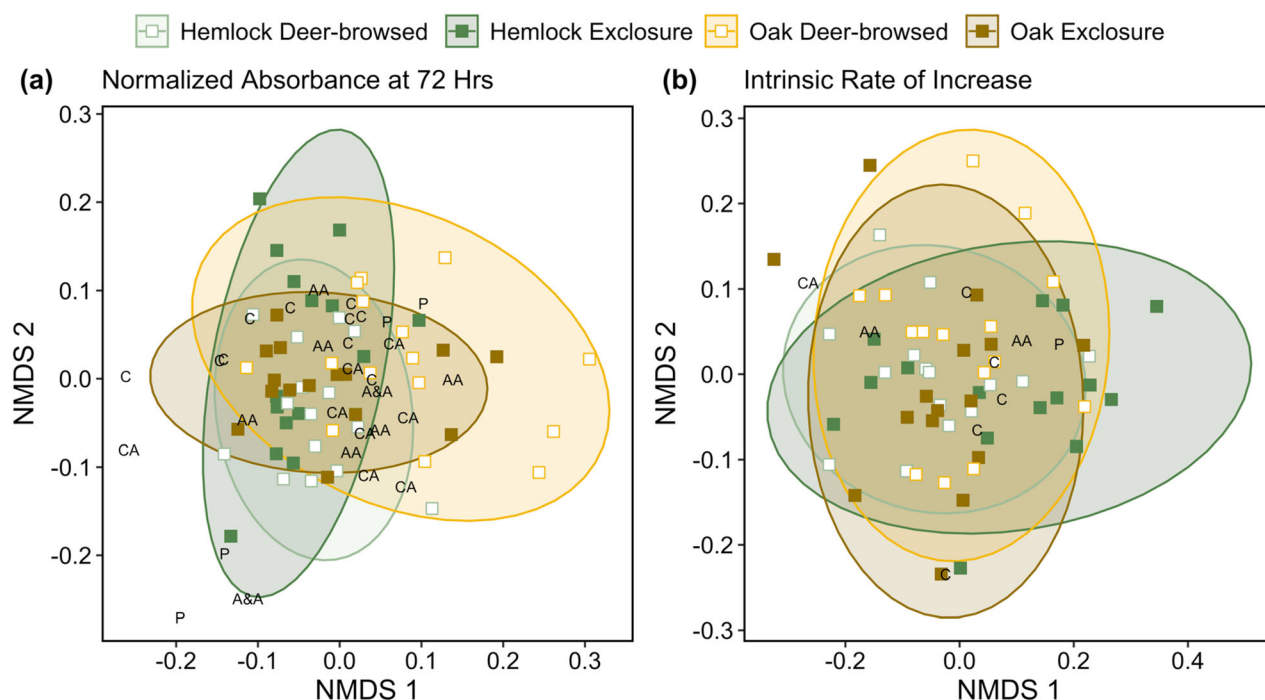 Hemlock Deer-browsed Hemlock Exclosure Oak Deer-browsed Oak Exclosure
(a) Normalized Absorbance at 72 Hrs
0.3
0.2
0.1
0.0
-0.1
-0.2
-0.2 -0.1 0.0 0.1 0.2 0.3
NMDS 1
NMDS 2
AA
C
C
P
C
C
C
P
C
AA
CA
C
C
CA
C
C
A&A
AA
CA
CA
AA
CA
AA
CA
AA
CA
CA
CA
P
A&A
P
(b) Intrinsic Rate of Increase
0.3
0.2
0.1
0.0
-0.1
-0.2
-0.3
-0.2 0.0 0.2 0.4
NMDS 1
NMDS 2
CA
C
AA
AA
P
C
C
C
C